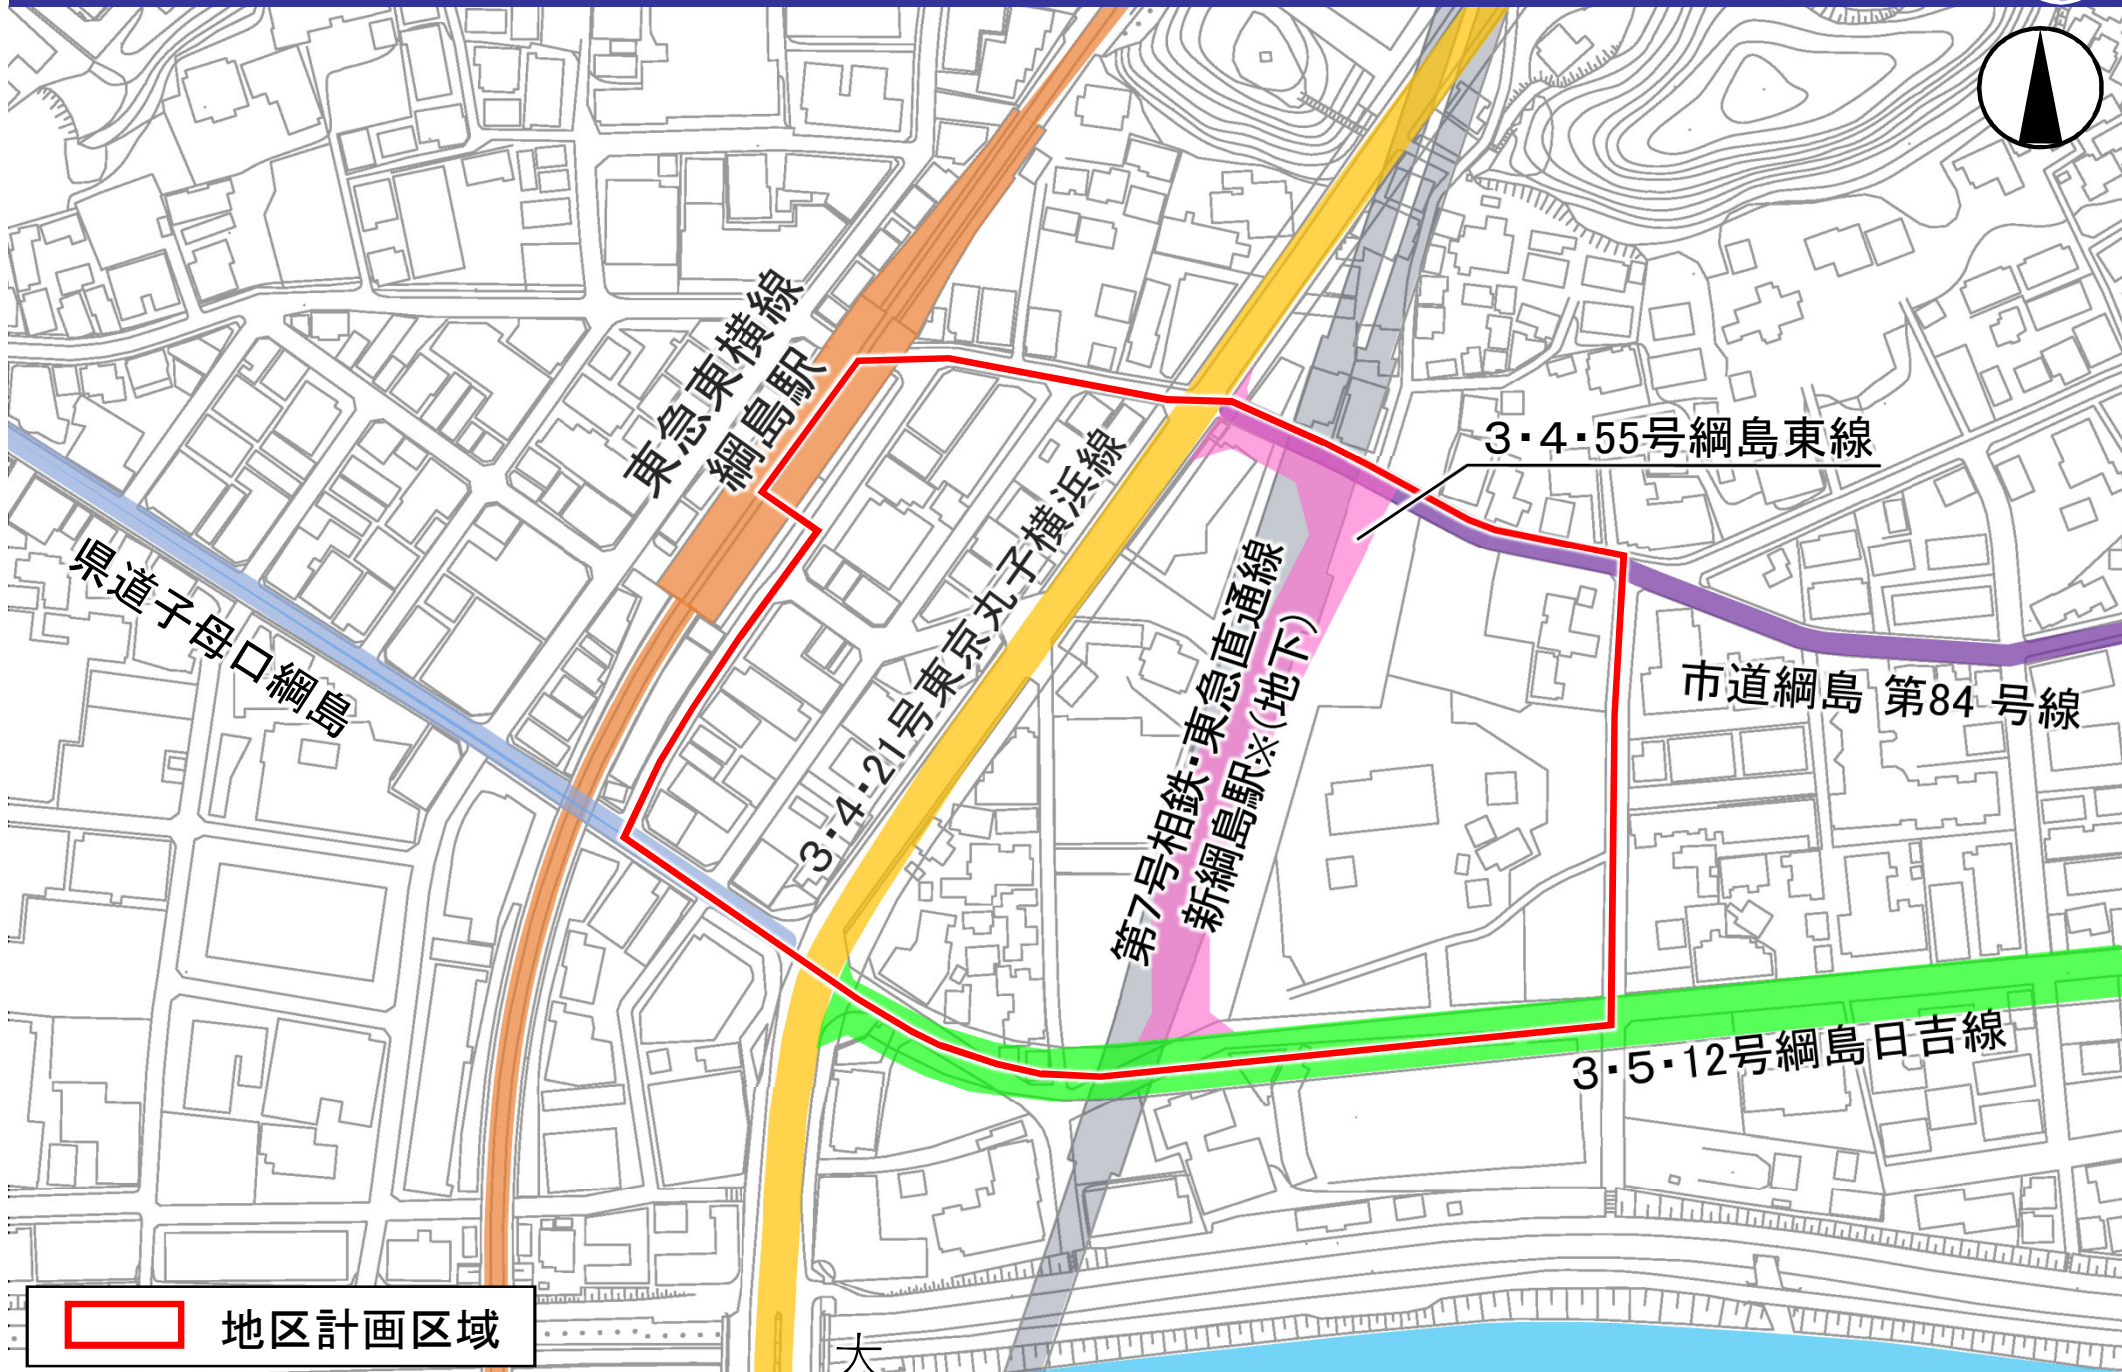 東急東横線
綱島駅
3・4・55号綱島東線
県道子母口綱島
3・4・21号東京丸子横浜線
第7号相鉄・東急直通線
新綱島駅※(地下)
市道綱島 第84 号線
3・5・12号綱島日吉線
地区計画区域
大